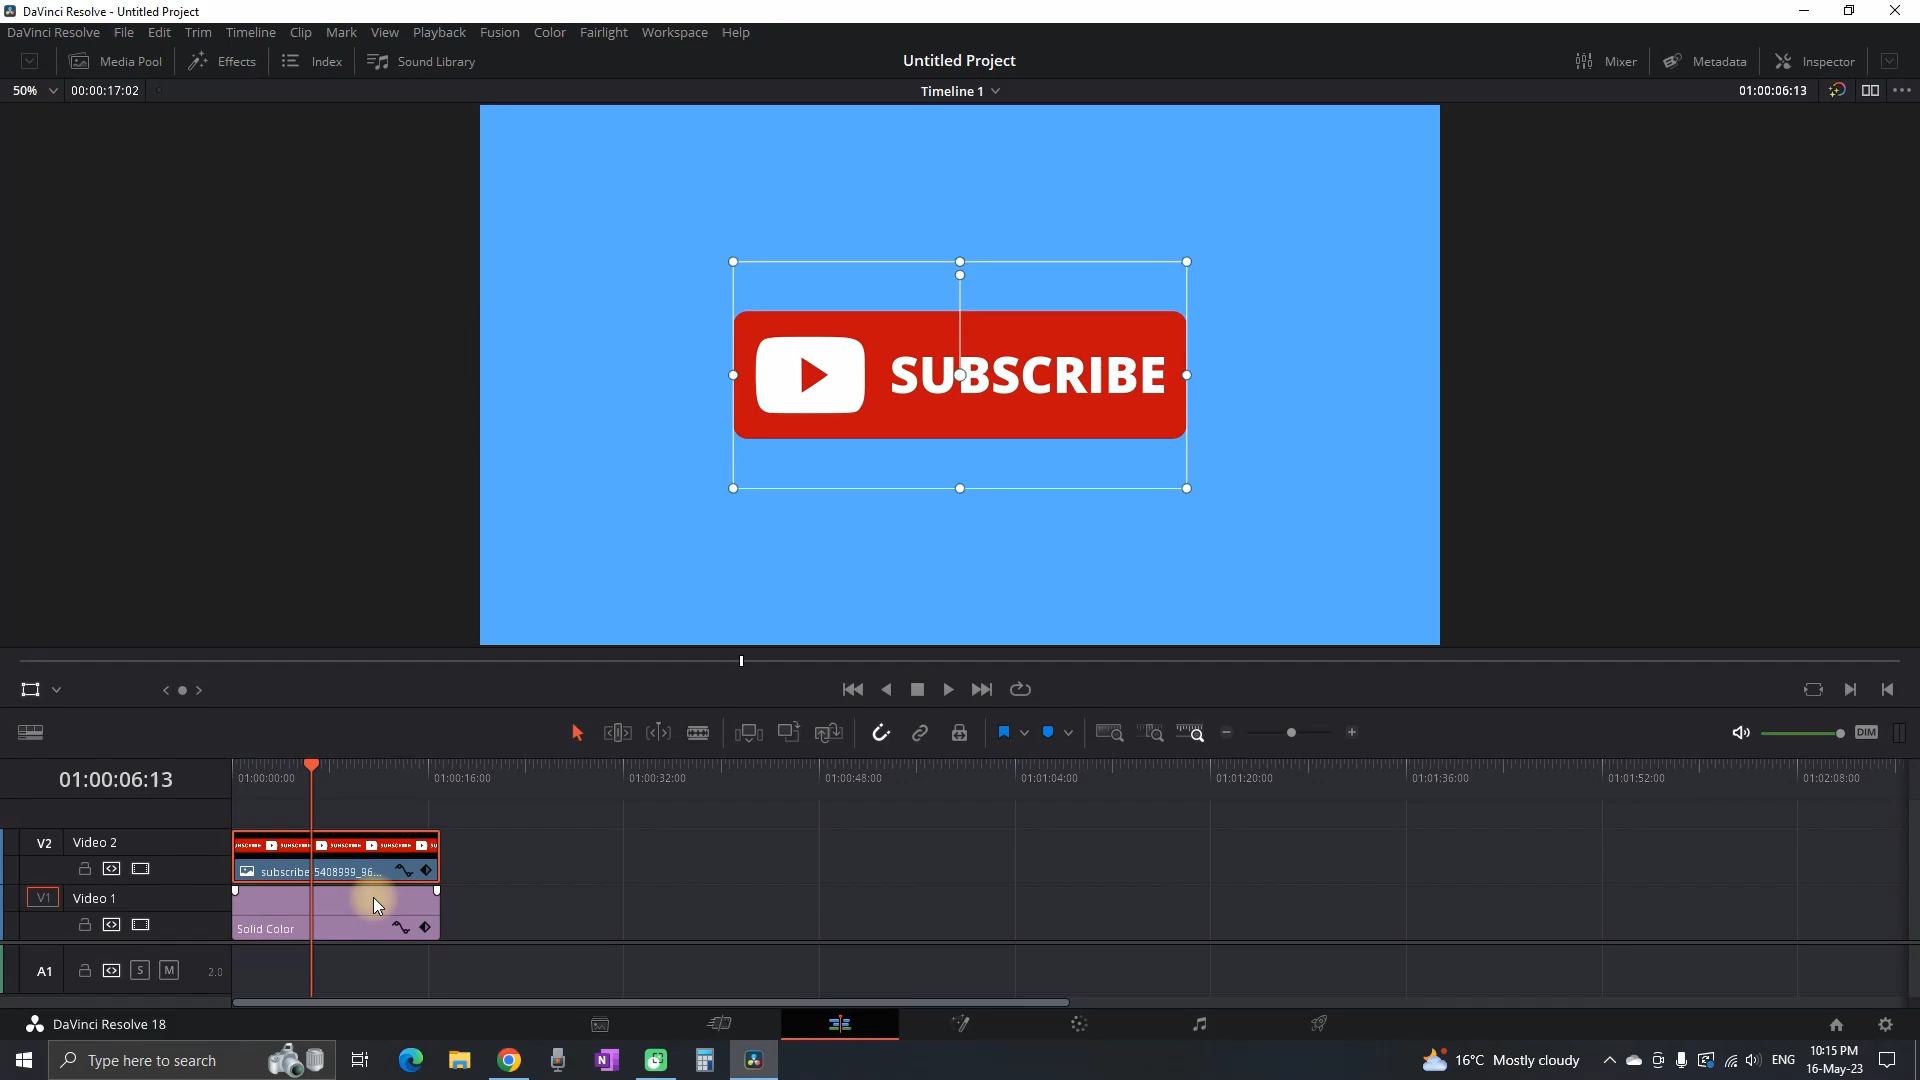 DaVinci Resolve - Untitled Project
DaVinci Resolve File Edit Trim Timeline Clip Mark View Playback Fusion Color Fairlight Workspace Help
Media Pool Effects Index Sound Library Untitled Project Mixer Metadata Inspector
50% 00:00:17:02 Timeline 1 01:00:06:13
SUBSCRIBE
DIM
01:00:06:13 01:00:00:00 01:00:16:00 01:00:32:00 01:00:48:00 01:01:04:00 01:01:20:00 01:01:36:00 01:01:52:00 01:02:08:00
V2 Video 2
subscribe-5408999_96...
V1 Video 1
Solid Color
A1 S M 2.0
DaVinci Resolve 18
Type here to search 16°C Mostly cloudy ENG 10:15 PM
16-May-23